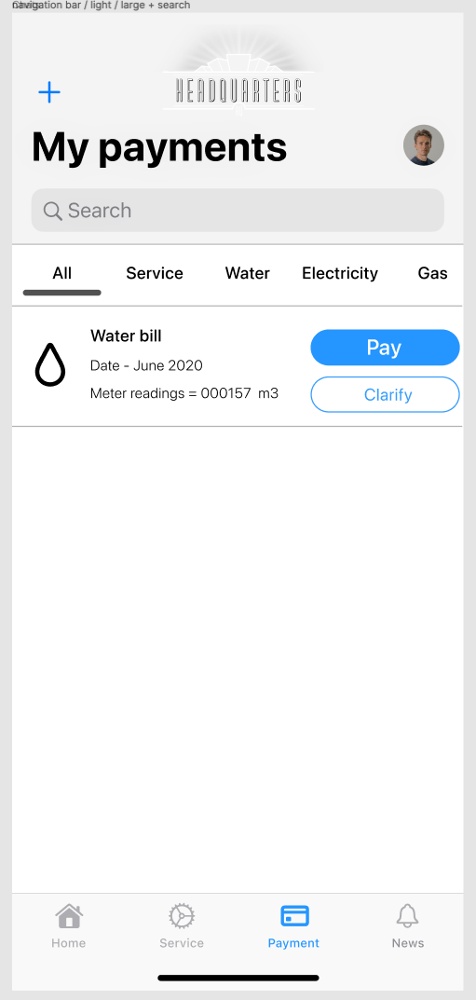 navigation bar / light / large + search
HEADQUARTERS
My payments
Search
All Service Water Electricity Gas
Water bill
Date - June 2020
Meter readings = 000157 m3
Pay
Clarify
Home Service Payment News